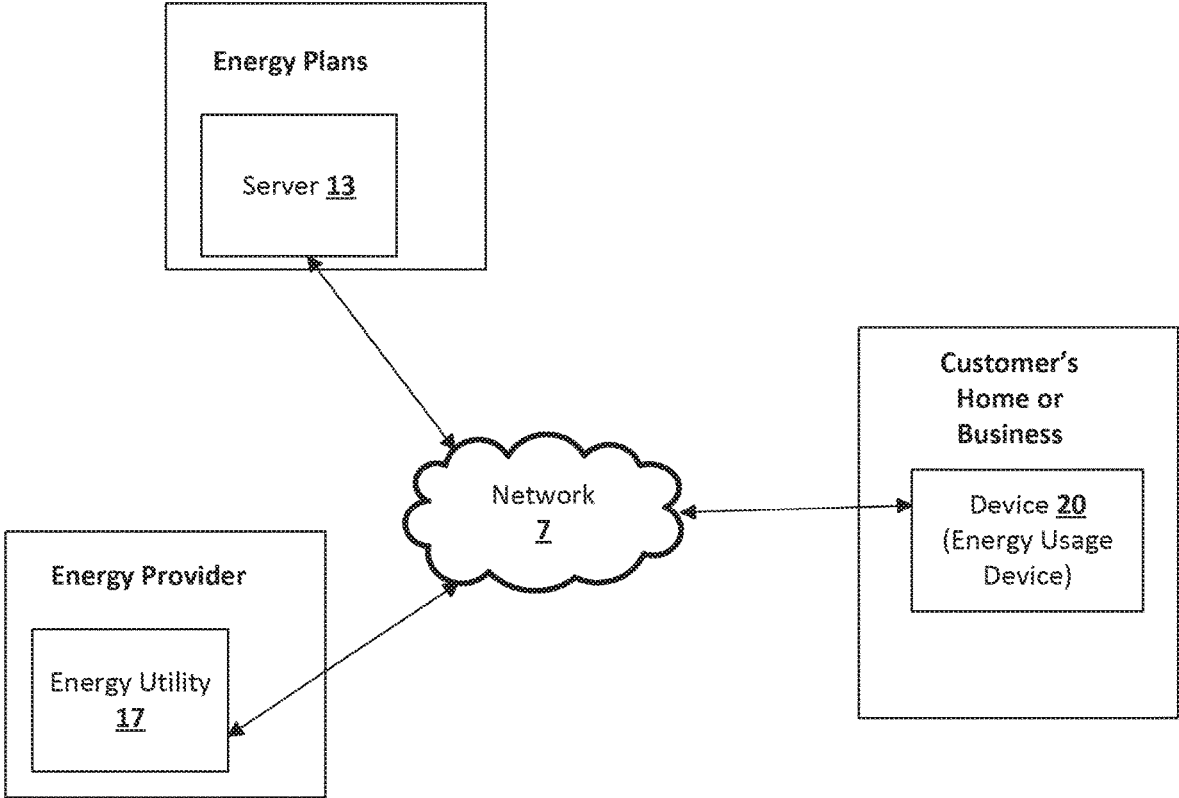 Energy Plans
Server 13
Customer's
Home or
Business
Network
7
Device 20
(Energy Usage
Device)
Energy Provider
Energy Utility
17